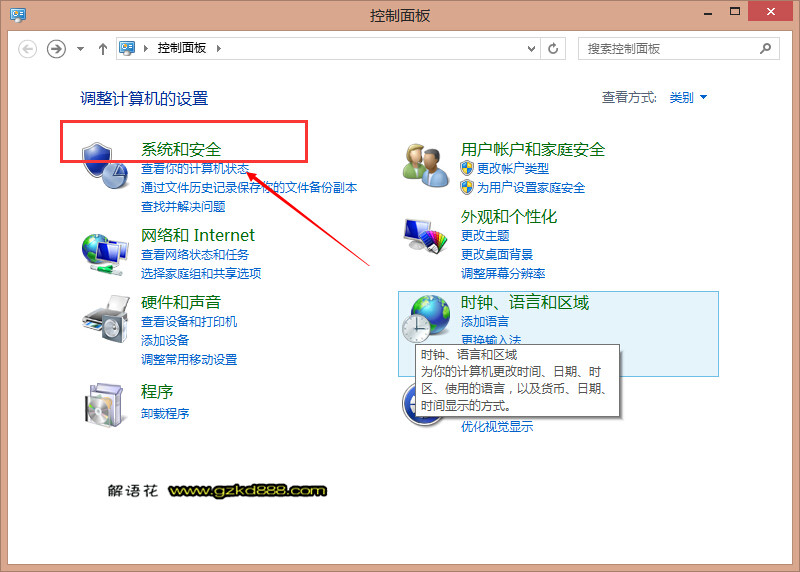 控制面板
控制面板
搜索控制面板
调整计算机的设置
查看方式: 类别
系统和安全
查看你的计算机状态
通过文件历史记录保存你的文件备份副本
查找并解决问题
网络和 Internet
查看网络状态和任务
选择家庭组和共享选项
硬件和声音
查看设备和打印机
添加设备
调整常用移动设置
程序
卸载程序
用户帐户和家庭安全
更改帐户类型
为用户设置家庭安全
外观和个性化
更改主题
更改桌面背景
调整屏幕分辨率
时钟、语言和区域
添加语言
更换输入法
时钟、语言和区域
为你的计算机更改时间、日期、时
区、使用的语言，以及货币、日期、
时间显示的方式。
优化视觉显示
解语花 www.gzkd888.com